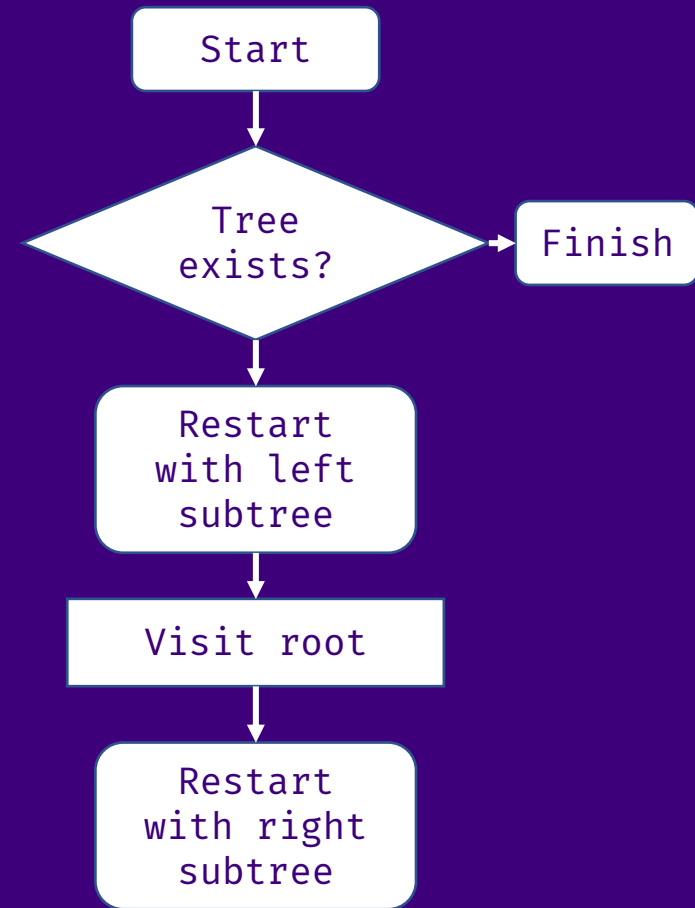 Start
Tree
exists?
Finish
Restart
with left
subtree
Visit root
Restart
with right
subtree